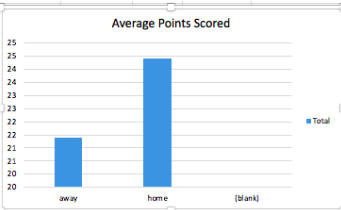 Average Points Scored
25
25
24
24
23
23
22
22
21
21
20
20
Total
away
home
(blank)